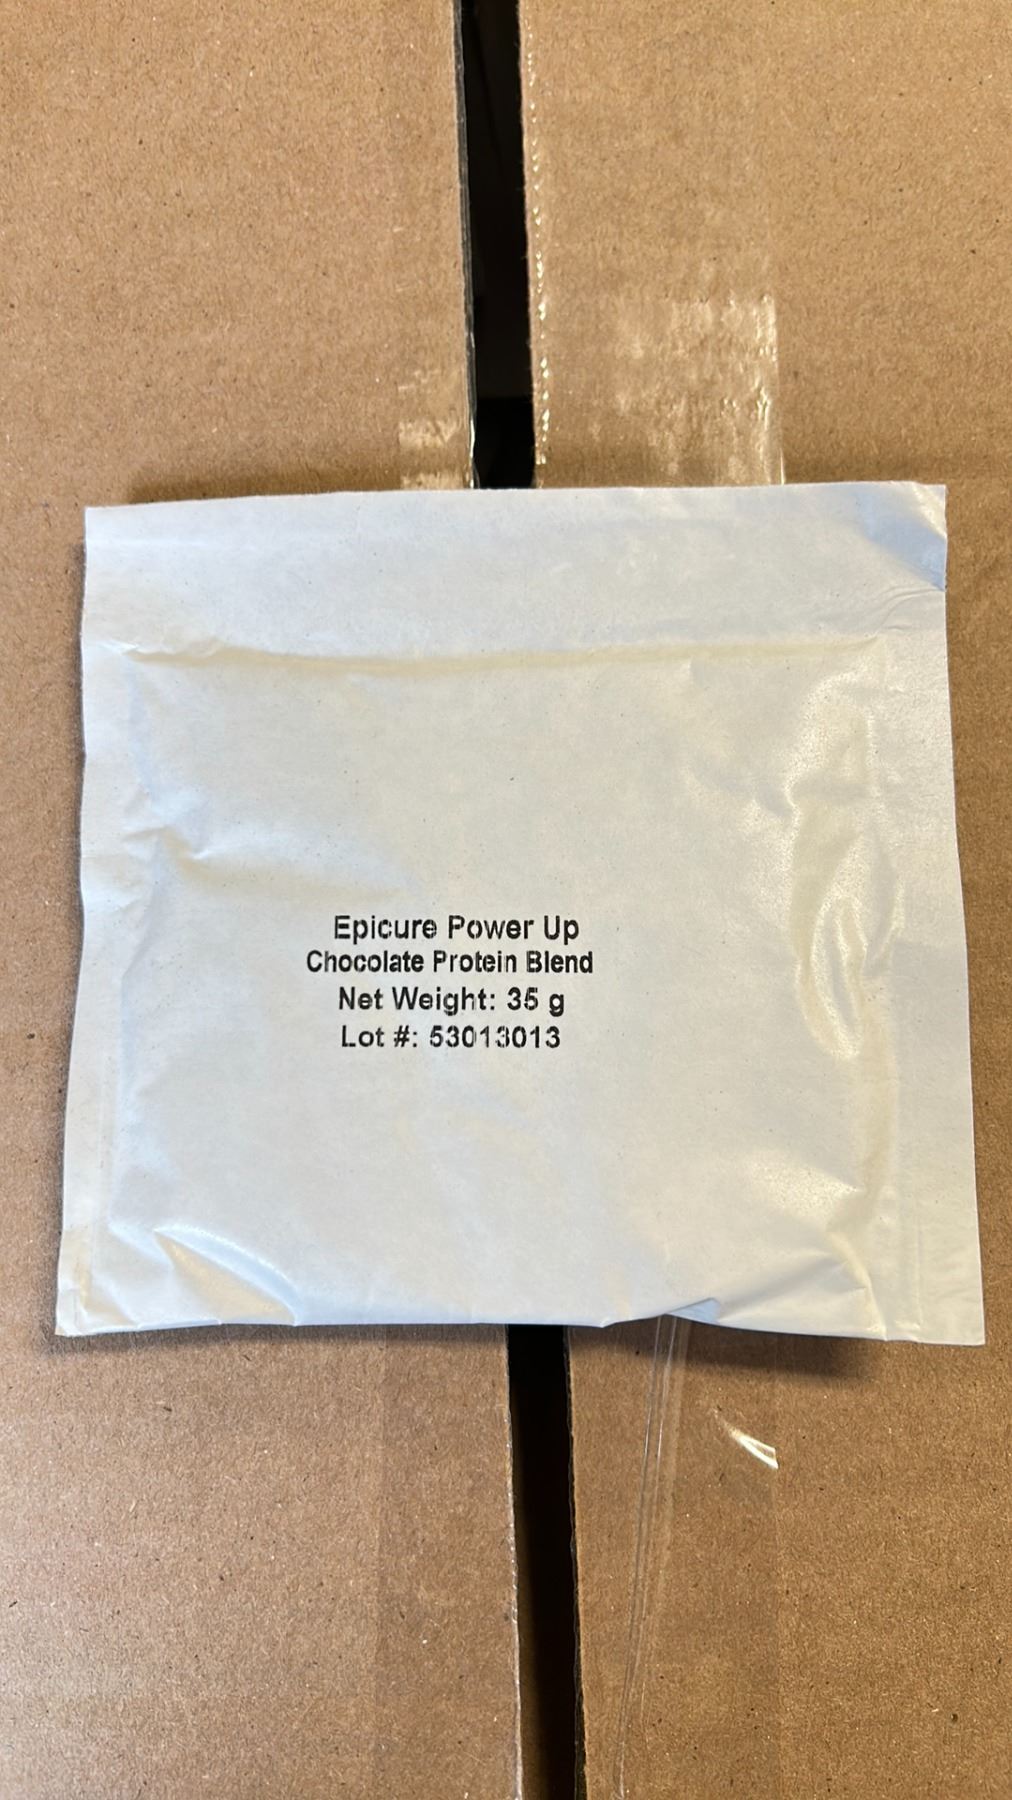 Epicure Power Up
Chocolate Protein Blend
Net Weight: 35 g
Lot #: 53013013